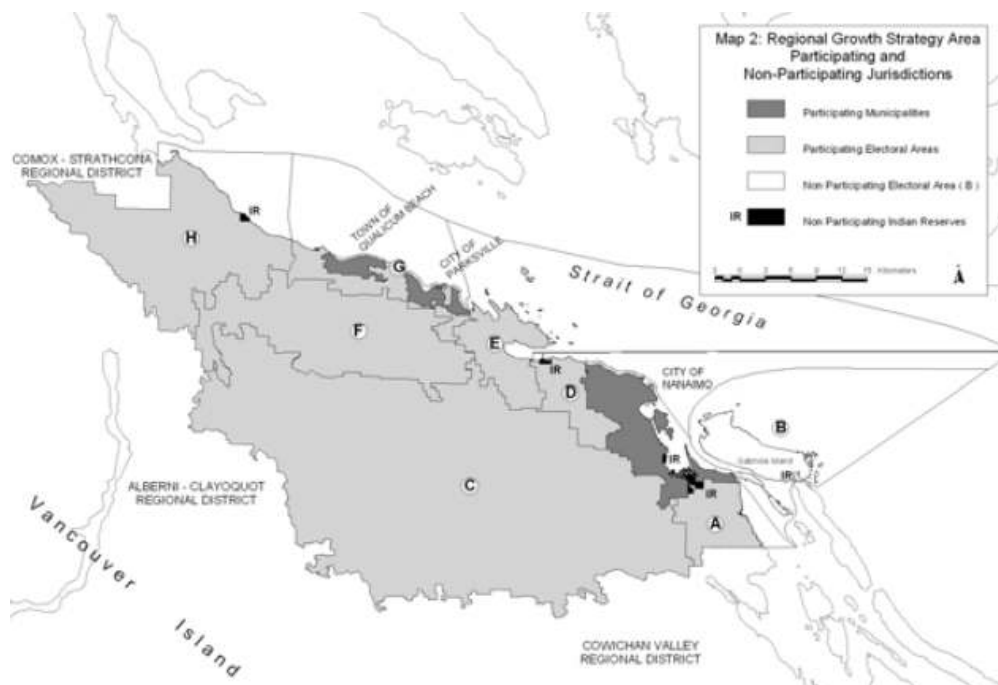 Map 2: Regional Growth Strategy Area
Participating and
Non-Participating Jurisdictions
Participating Municipalities
Participating Electoral Areas
Non Participating Electoral Area ( B )
IR
Non Participating Indian Reserves
Kilometers
COMOX - STRATHCONA
REGIONAL DISTRICT
IR
H
TOWN OF
QUALICUM BEACH
G
CITY OF
PARKSVILLE
Strait of Georgia
F
E
IR
D
CITY OF
NANAIMO
B
Gabriola Island
IR
IR
IR
C
A
ALBERNI - CLAYOQUOT
REGIONAL DISTRICT
Vancouver
Island
COWICHAN VALLEY
REGIONAL DISTRICT